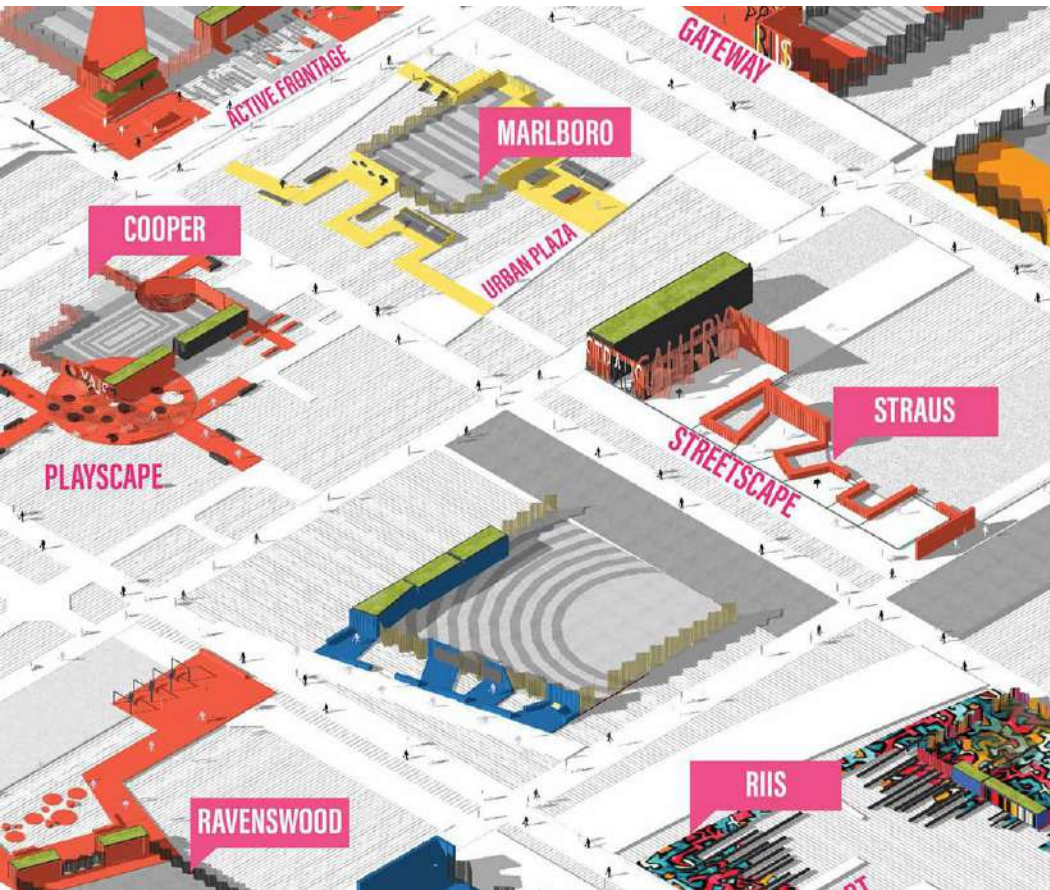 GATEWAY
ACTIVE FRONTAGE
MARLBORO
COOPER
URBAN PLAZA
GALLERY
STRAUS
STREETSCAPE
PLAYSCAPE
RIIS
RAVENSWOOD